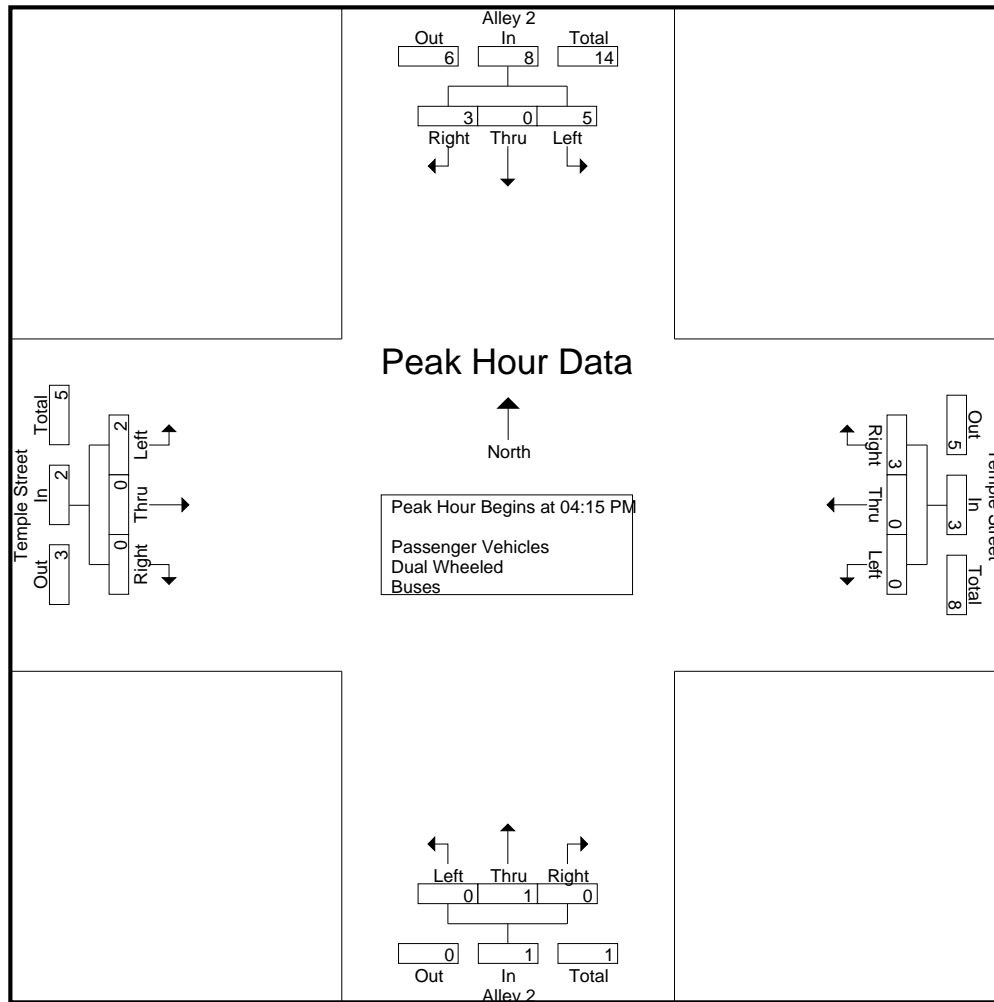 Alley 2
Out In Total
6 8 14
3 0 5
Right Thru Left
Peak Hour Data
North
Peak Hour Begins at 04:15 PM
Passenger Vehicles
Dual Wheeled
Buses
Temple Street
Out In Total
3 2 5
Right Thru Left
0 0 2
Temple Street
Out In Total
5 3 8
Right Thru Left
3 0 0
Left Thru Right
0 1 0
0 1 1
Out In Total
Alley 2